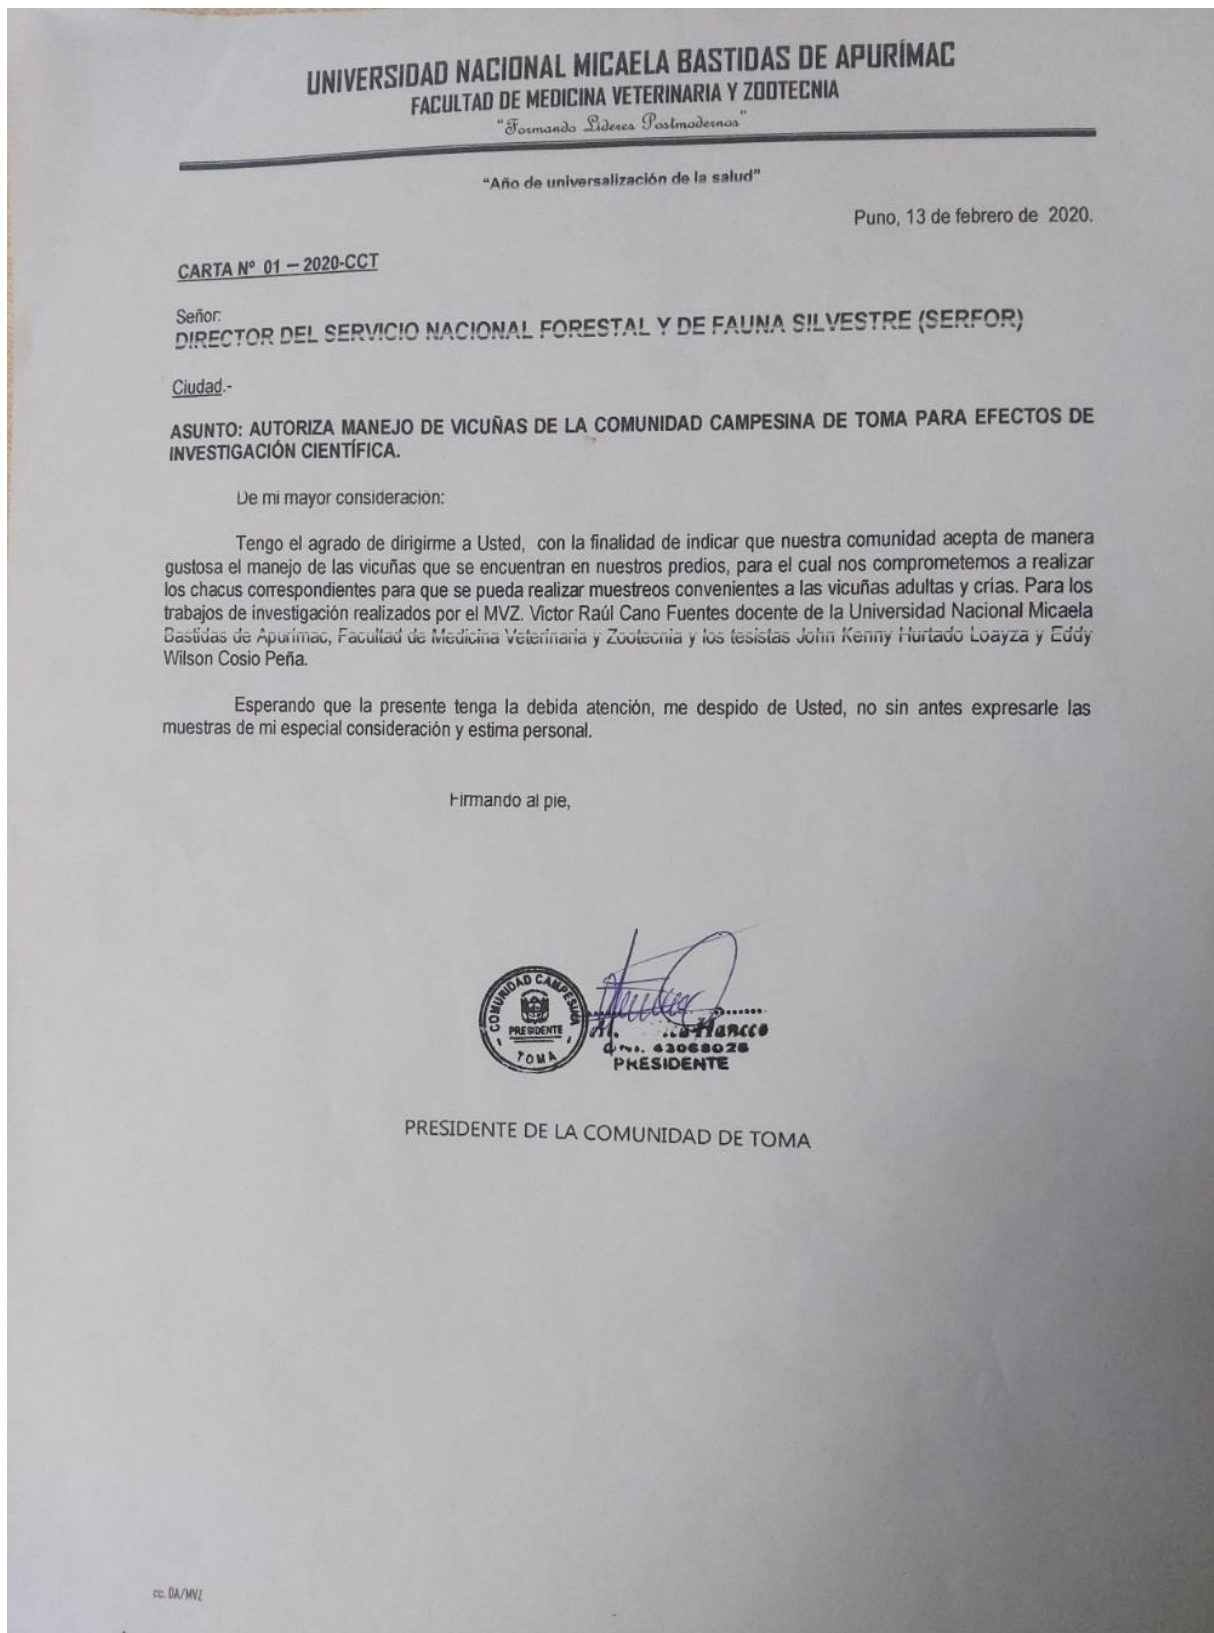 UNIVERSIDAD NACIONAL MICAELA BASTIDAS DE APURÍMAC
FACULTAD DE MEDICINA VETERINARIA Y ZOOTECNIA
"Formando Lideres Postmodernos"
"Año de universalización de la salud"
Puno, 13 de febrero de 2020.
CARTA Nº 01 – 2020-CCT
Señor:
DIRECTOR DEL SERVICIO NACIONAL FORESTAL Y DE FAUNA SILVESTRE (SERFOR)
Ciudad.-
ASUNTO: AUTORIZA MANEJO DE VICUÑAS DE LA COMUNIDAD CAMPESINA DE TOMA PARA EFECTOS DE
INVESTIGACIÓN CIENTÍFICA.
De mi mayor consideración:
Tengo el agrado de dirigirme a Usted, con la finalidad de indicar que nuestra comunidad acepta de manera
gustosa el manejo de las vicuñas que se encuentran en nuestros predios, para el cual nos comprometemos a realizar
los chacus correspondientes para que se pueda realizar muestreos convenientes a las vicuñas adultas y crías. Para los
trabajos de investigación realizados por el MVZ. Victor Raúl Cano Fuentes docente de la Universidad Nacional Micaela
Bastidas de Apurímac, Facultad de Medicina Veterinaria y Zootecnia y los tesistas John Kenny Hurtado Loayza y Eddy
Wilson Cosio Peña.
Esperando que la presente tenga la debida atención, me despido de Usted, no sin antes expresarle las
muestras de mi especial consideración y estima personal.
Firmando al pie,
COMUNIDAD CAMPESINA
PRESIDENTE
TOMA
Hancco
43068026
PRESIDENTE
PRESIDENTE DE LA COMUNIDAD DE TOMA
cc. DA/MVZ